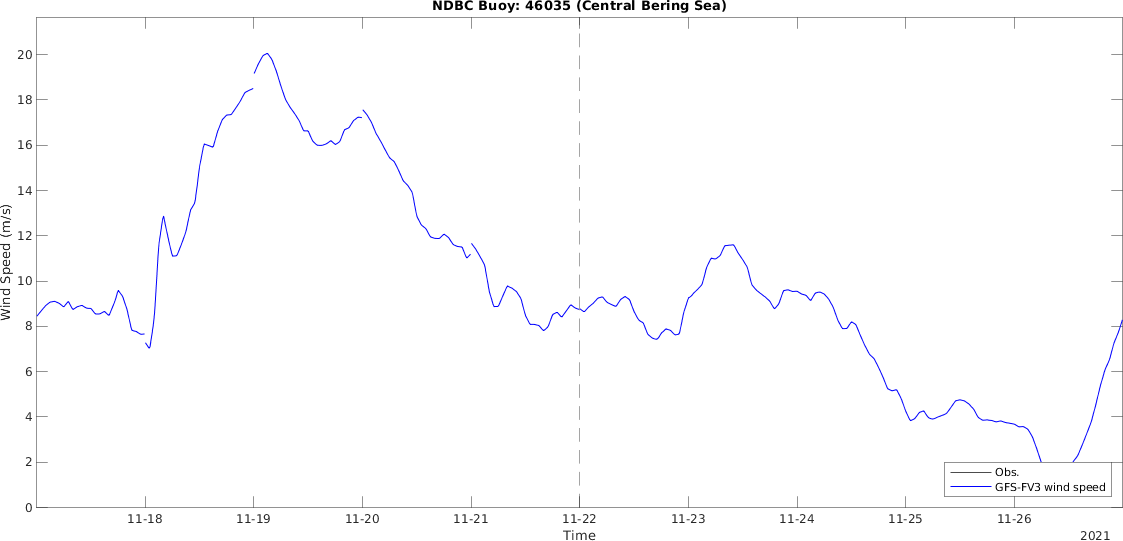 NDBC Buoy: 46035 (Central Bering Sea)
Wind Speed (m/s)
20
18
16
14
12
10
8
6
4
2
0
Obs.
GFS-FV3 wind speed
11-18 11-19 11-20 11-21 11-22 11-23 11-24 11-25 11-26
Time
2021